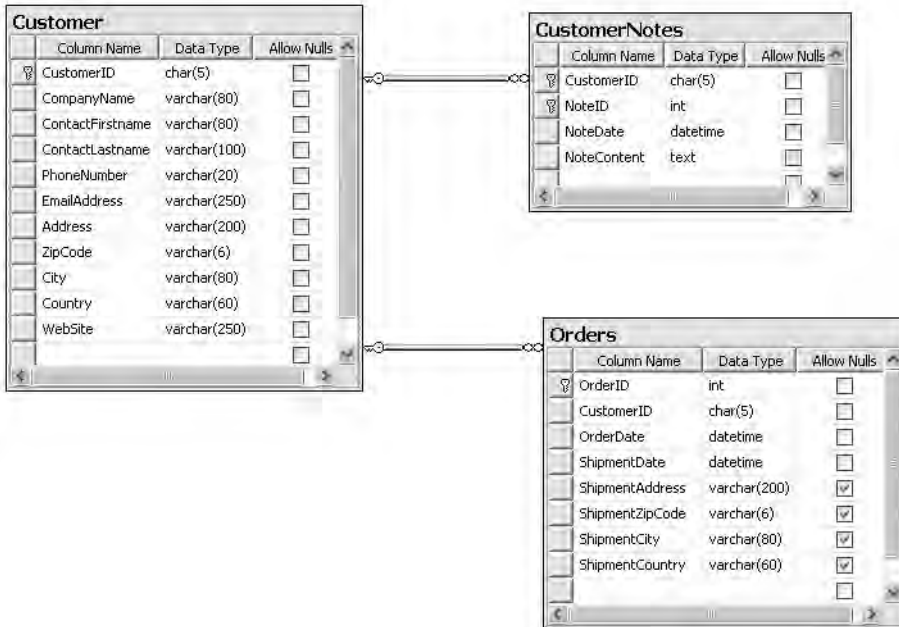 Customer
Column Name Data Type Allow Nulls
CustomerID char(5)
CompanyName varchar(80)
ContactFirstname varchar(80)
ContactLastname varchar(100)
PhoneNumber varchar(20)
EmailAddress varchar(250)
Address varchar(200)
ZipCode varchar(6)
City varchar(80)
Country varchar(60)
WebSite varchar(250)
CustomerNotes
Column Name Data Type Allow Nulls
CustomerID char(5)
NoteID int
NoteDate datetime
NoteContent text
Orders
Column Name Data Type Allow Nulls
OrderID int
CustomerID char(5)
OrderDate datetime
ShipmentDate datetime
ShipmentAddress varchar(200)
ShipmentZipCode varchar(6)
ShipmentCity varchar(80)
ShipmentCountry varchar(60)